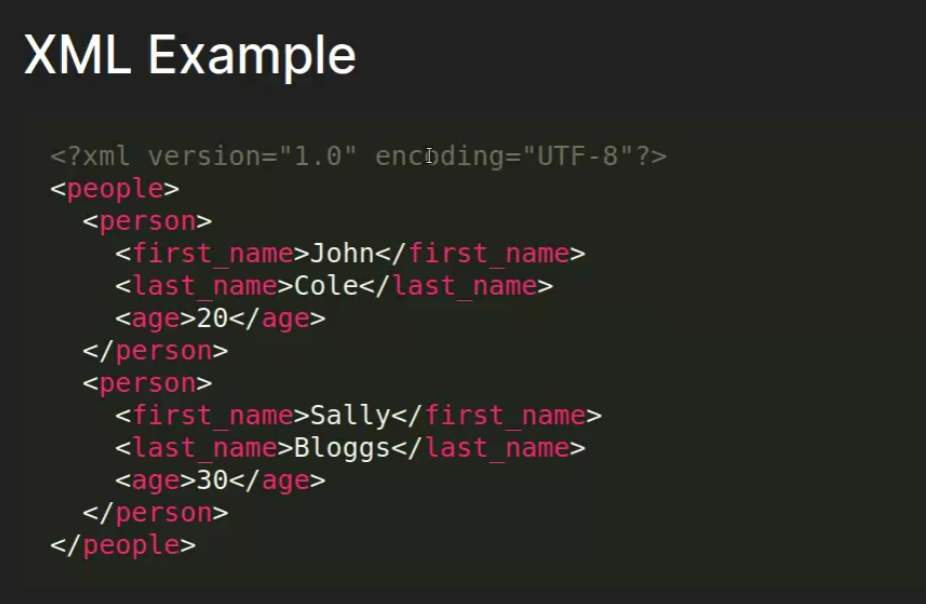 XML Example
<?xml version="1.0" encoding="UTF-8"?>
<people>
  <person>
    <first_name>John</first_name>
    <last_name>Cole</last_name>
    <age>20</age>
  </person>
  <person>
    <first_name>Sally</first_name>
    <last_name>Bloggs</last_name>
    <age>30</age>
  </person>
</people>